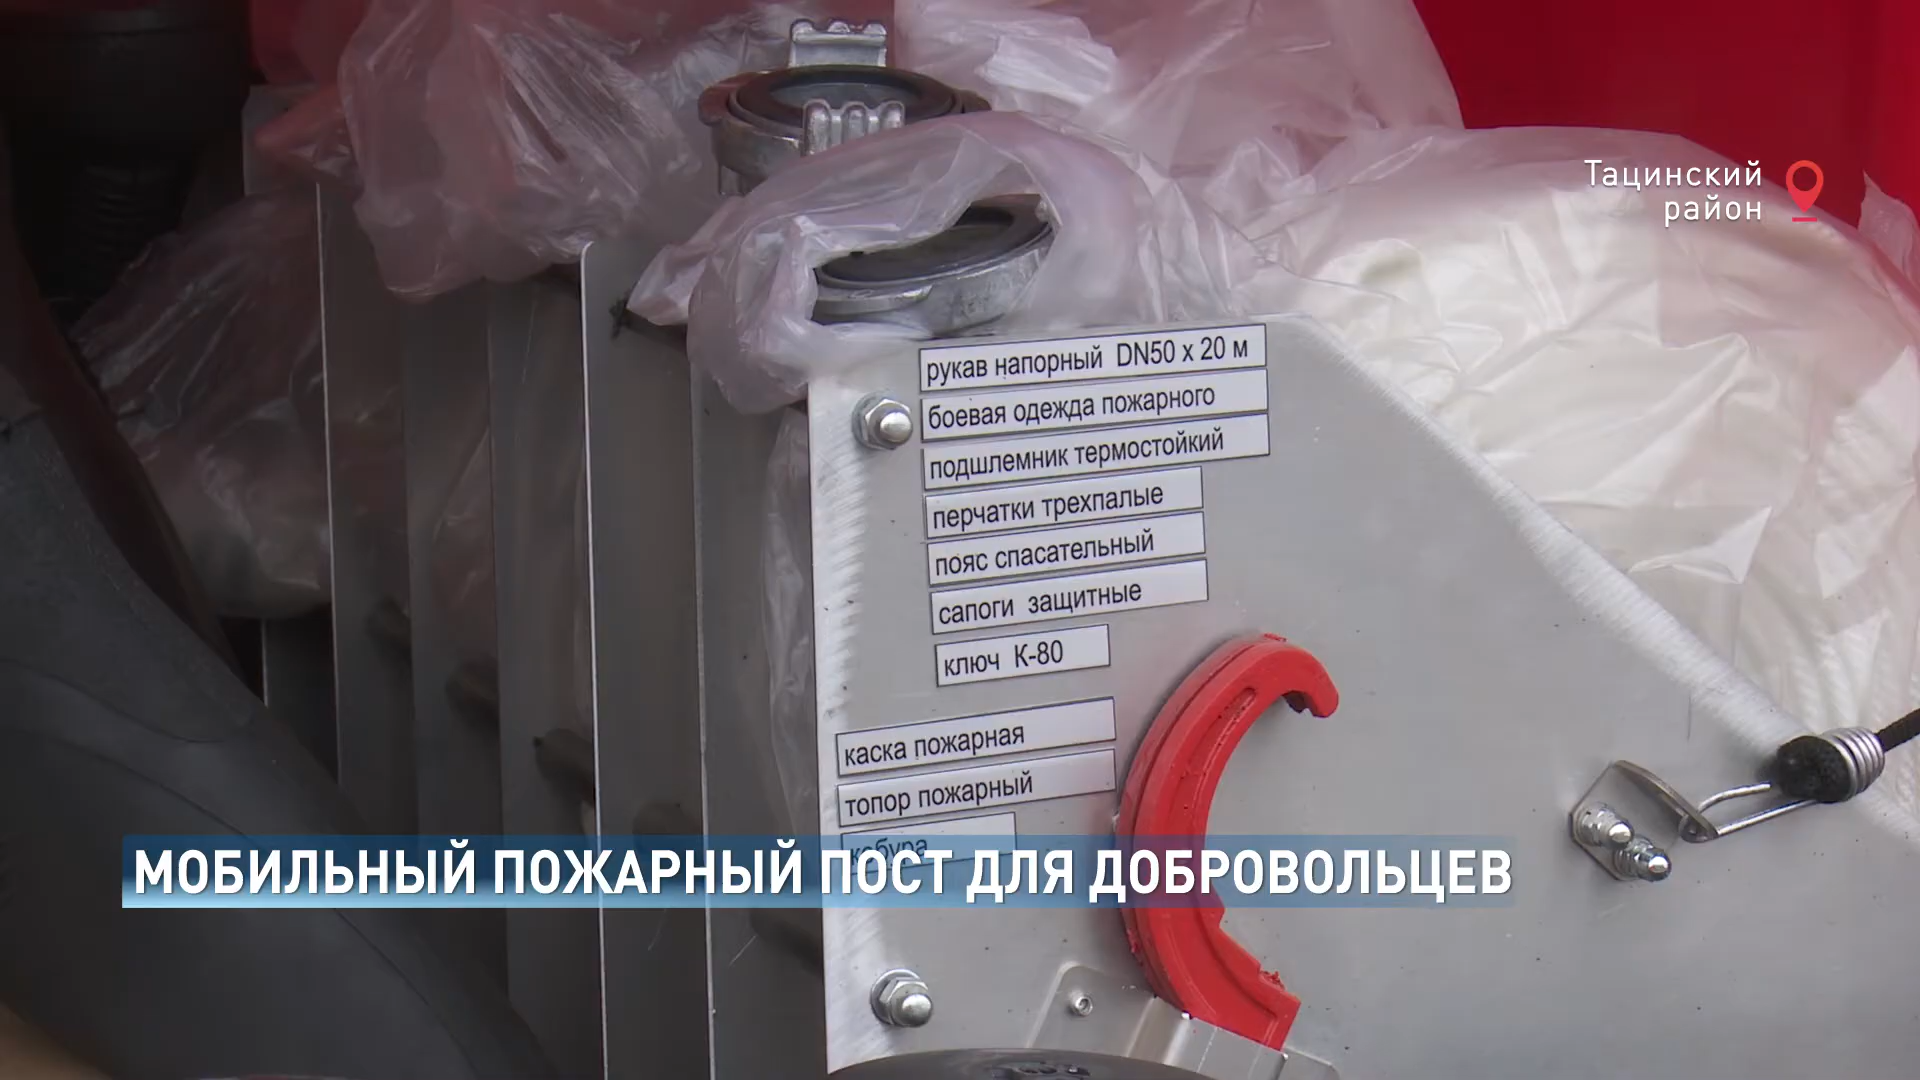 Тацинский
район
рукав напорный DN50 х 20 м
боевая одежда пожарного
подшлемник термостойкий
перчатки трехпалые
пояс спасательный
сапоги защитные
ключ К-80
каска пожарная
топор пожарный
кобура
МОБИЛЬНЫЙ ПОЖАРНЫЙ ПОСТ ДЛЯ ДОБРОВОЛЬЦЕВ